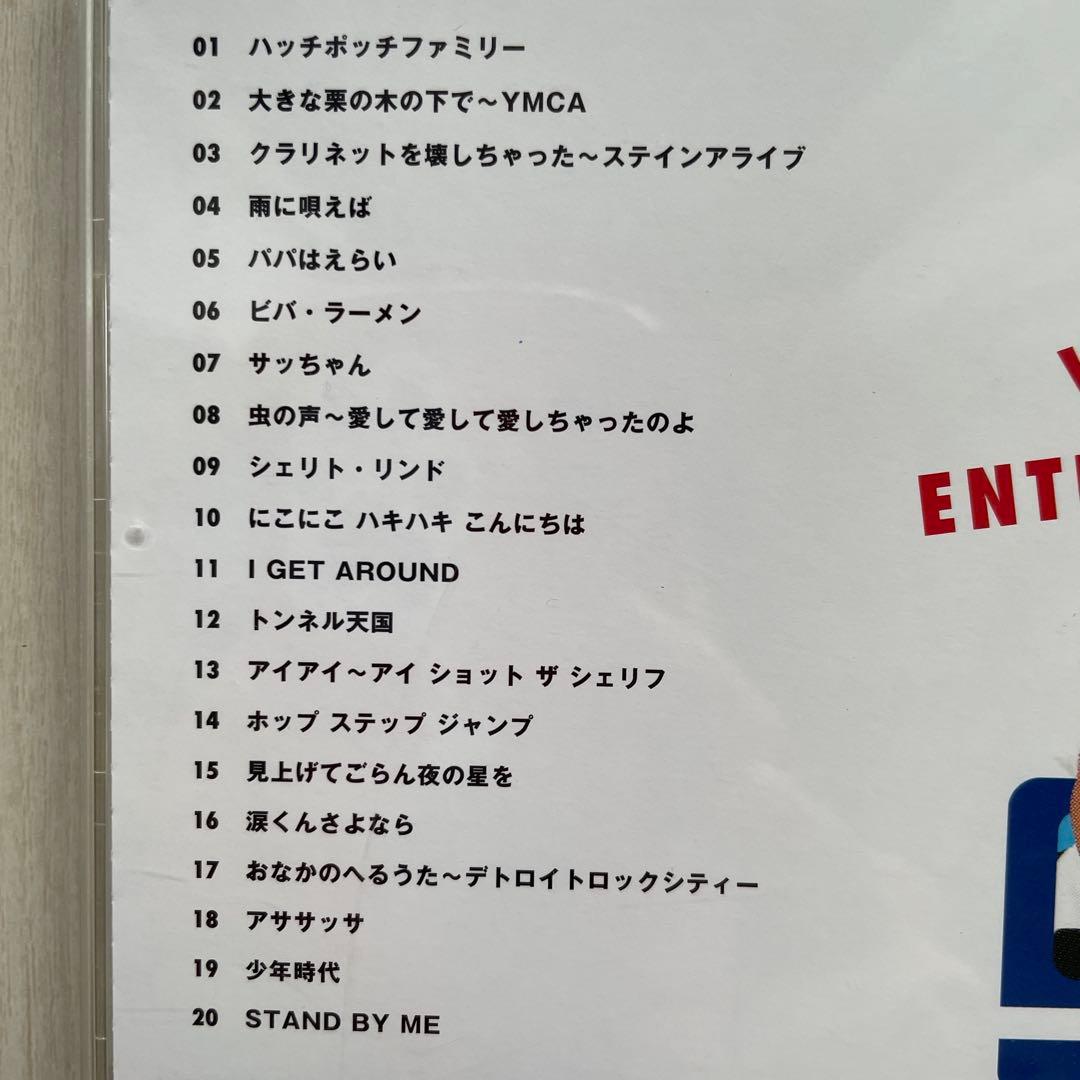 01 ハッチポッチファミリー
02 大きな栗の木の下で～YMCA
03 クラリネットを壊しちゃった～ステインアライブ
04 雨に唄えば
05 パパはえらい
06 ビバ・ラーメン
07 サッちゃん
08 虫の声～愛して愛して愛しちゃったのよ
09 シェリト・リンド
10 にこにこ ハキハキ こんにちは
11 I GET AROUND
12 トンネル天国
13 アイアイ～アイ ショット ザ シェリフ
14 ホップ ステップ ジャンプ
15 見上げてごらん夜の星を
16 涙くんさよなら
17 おなかのへるうた～デトロイトロックシティー
18 アササッサ
19 少年時代
20 STAND BY ME